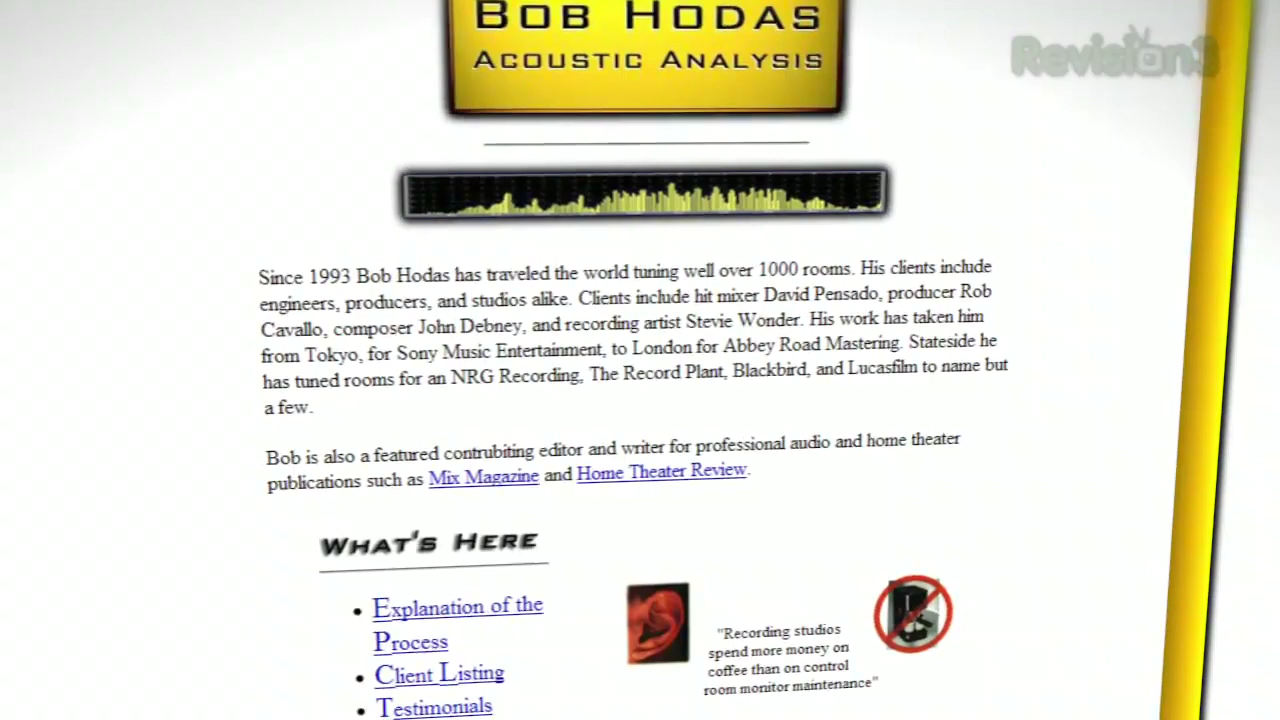 BOB HODAS
ACOUSTIC ANALYSIS
Revision3
Since 1993 Bob Hodas has traveled the world tuning well over 1000 rooms. His clients include
engineers, producers, and studios alike. Clients include hit mixer David Pensado, producer Rob
Cavallo, composer John Debney, and recording artist Stevie Wonder. His work has taken him
from Tokyo, for Sony Music Entertainment, to London for Abbey Road Mastering. Stateside he
has tuned rooms for an NRG Recording, The Record Plant, Blackbird, and Lucasfilm to name but
a few.
Bob is also a featured contrubiting editor and writer for professional audio and home theater
publications such as Mix Magazine and Home Theater Review.
WHAT'S HERE
• Explanation of the
Process
• Client Listing
• Testimonials
"Recording studios
spend more money on
coffee than on control
room monitor maintenance"